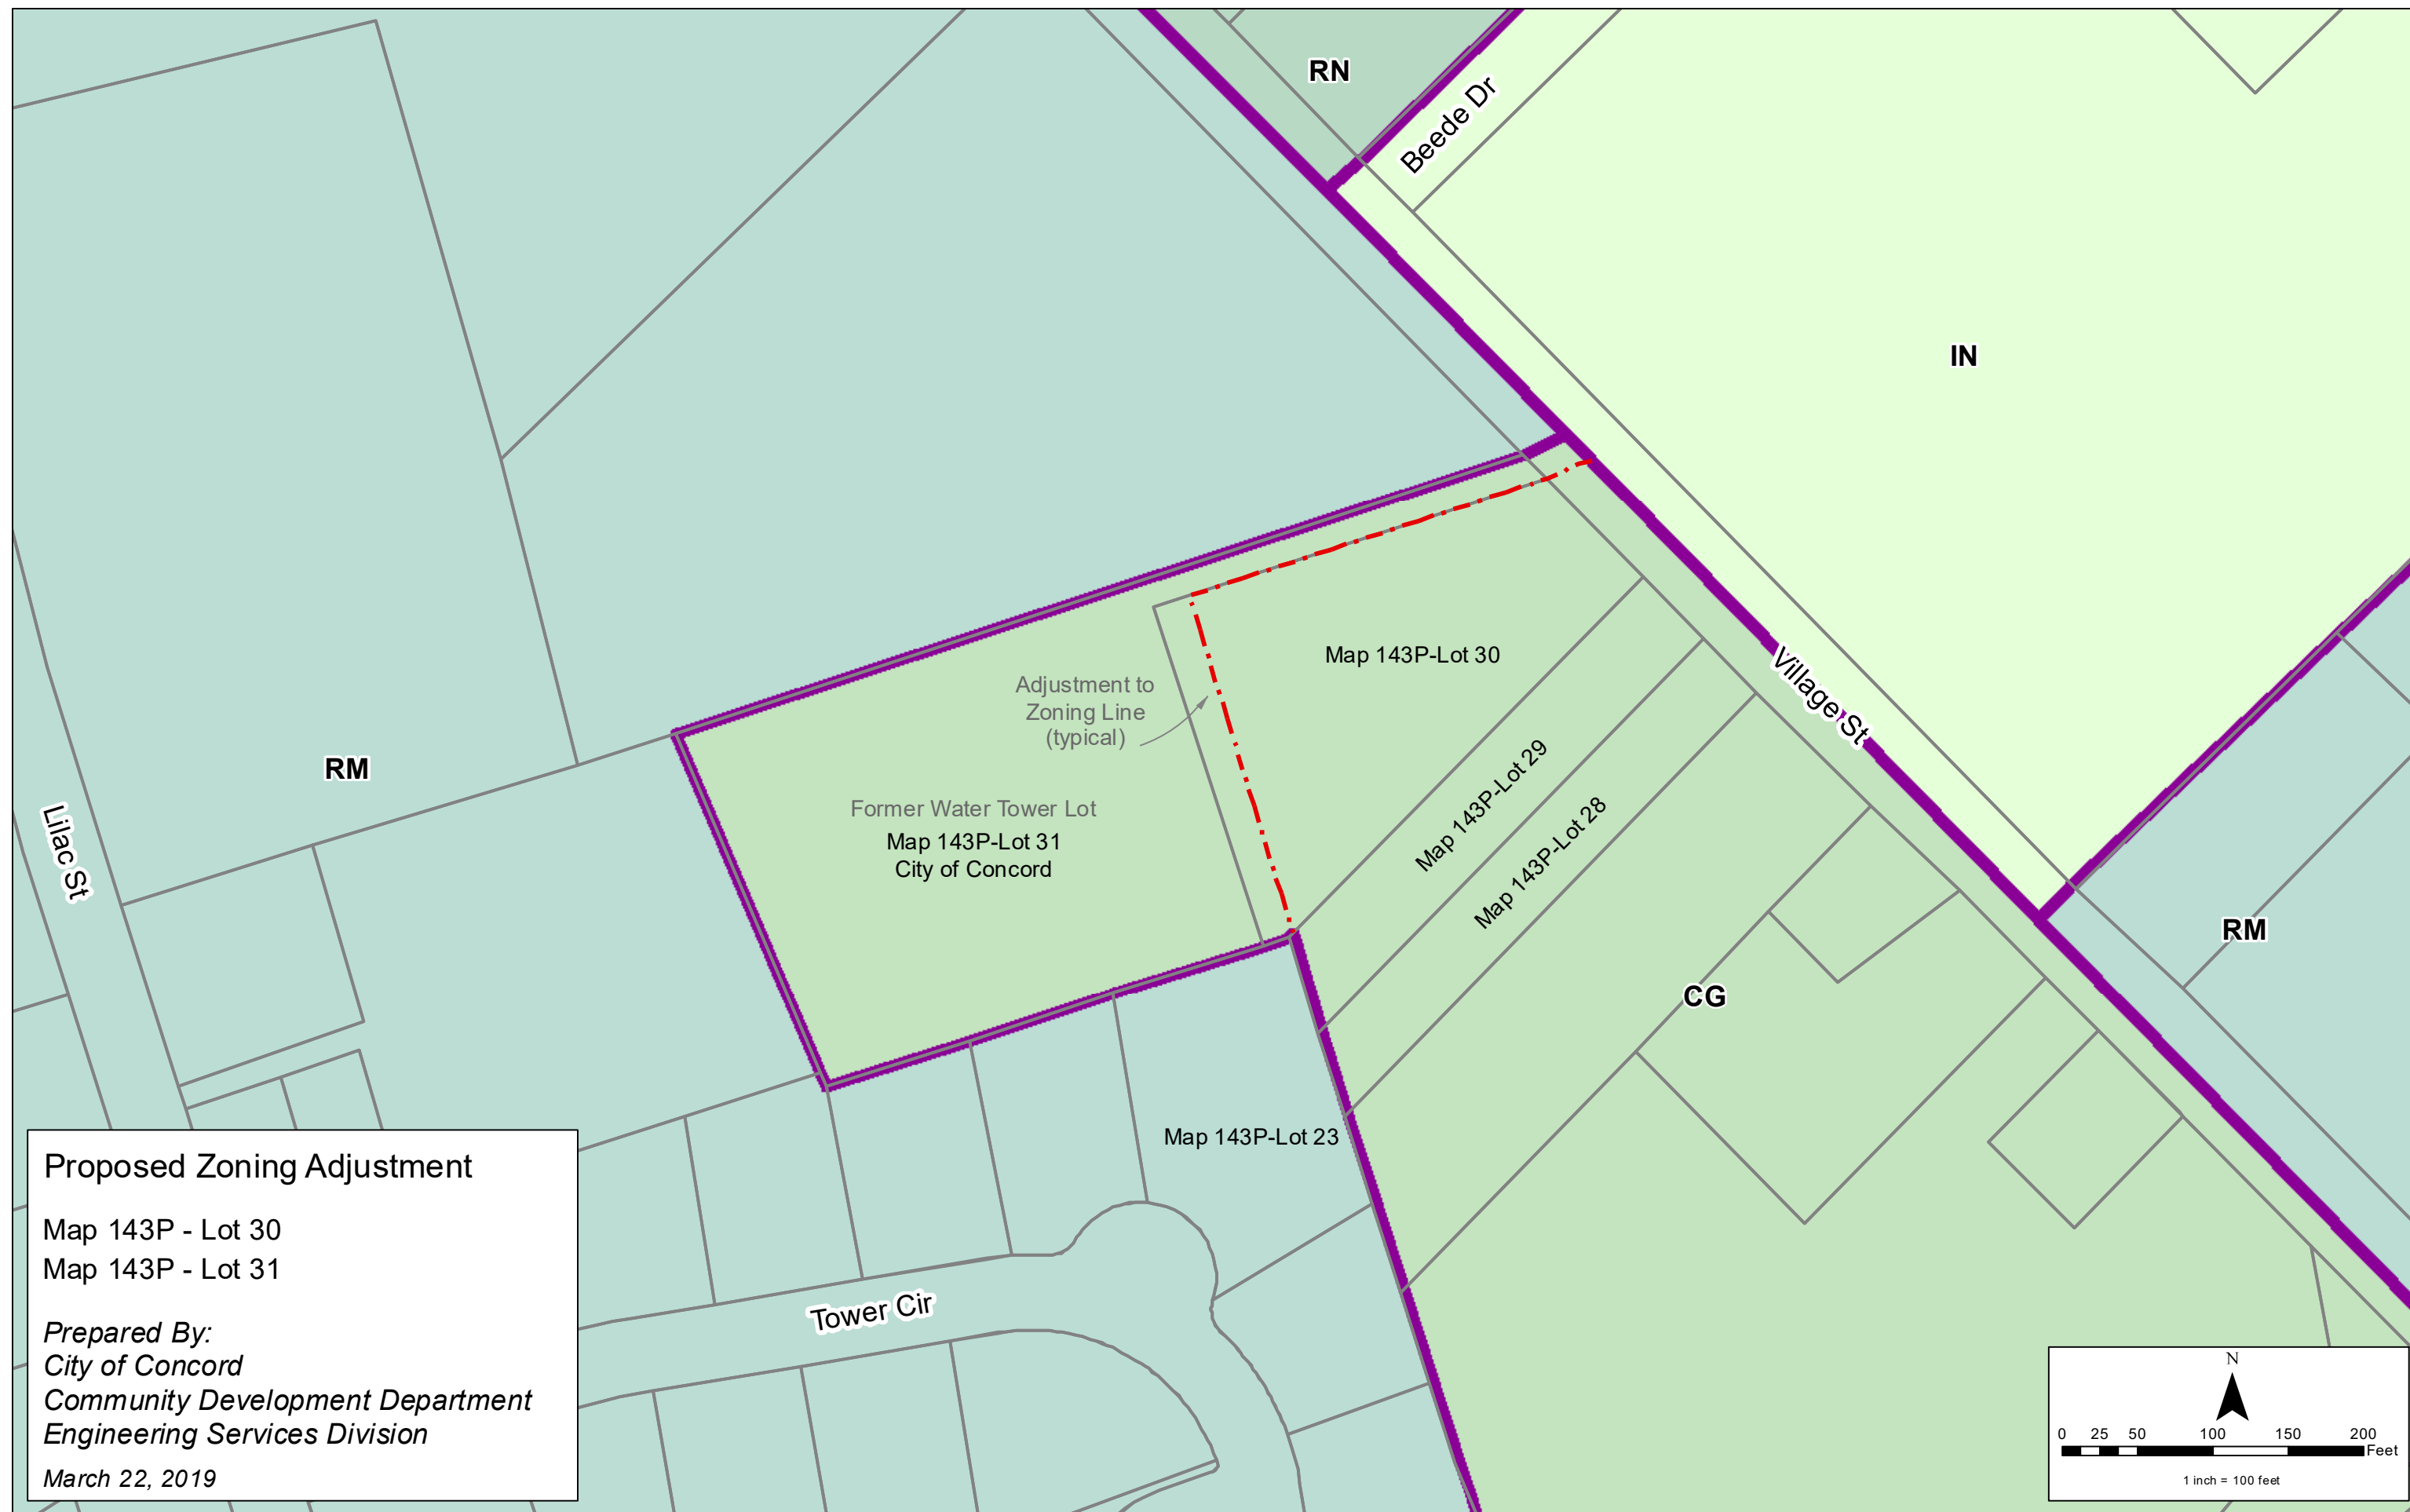 RN
Beede Dr
IN
Map 143P-Lot 30
Adjustment to
Zoning Line
(typical)
Village St
Map 143P-Lot 29
RM
Former Water Tower Lot
Map 143P-Lot 31
City of Concord
Lilac St
Map 143P-Lot 28
RM
CG
Map 143P-Lot 23
Tower Cir
Proposed Zoning Adjustment
Map 143P - Lot 30
Map 143P - Lot 31
Prepared By:
City of Concord
Community Development Department
Engineering Services Division
March 22, 2019
N
0 25 50 100 150 200
Feet
1 inch = 100 feet